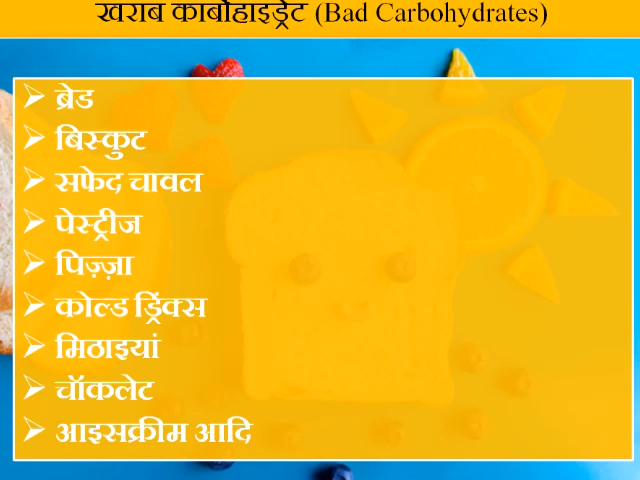 खराब कार्बोहाइड्रेट (Bad Carbohydrates)
➢ ब्रेड
➢ बिस्कुट
➢ सफेद चावल
➢ पेस्ट्रीज
➢ पिज़्ज़ा
➢ कोल्ड ड्रिंक्स
➢ मिठाइयां
➢ चॉकलेट
➢ आइसक्रीम आदि